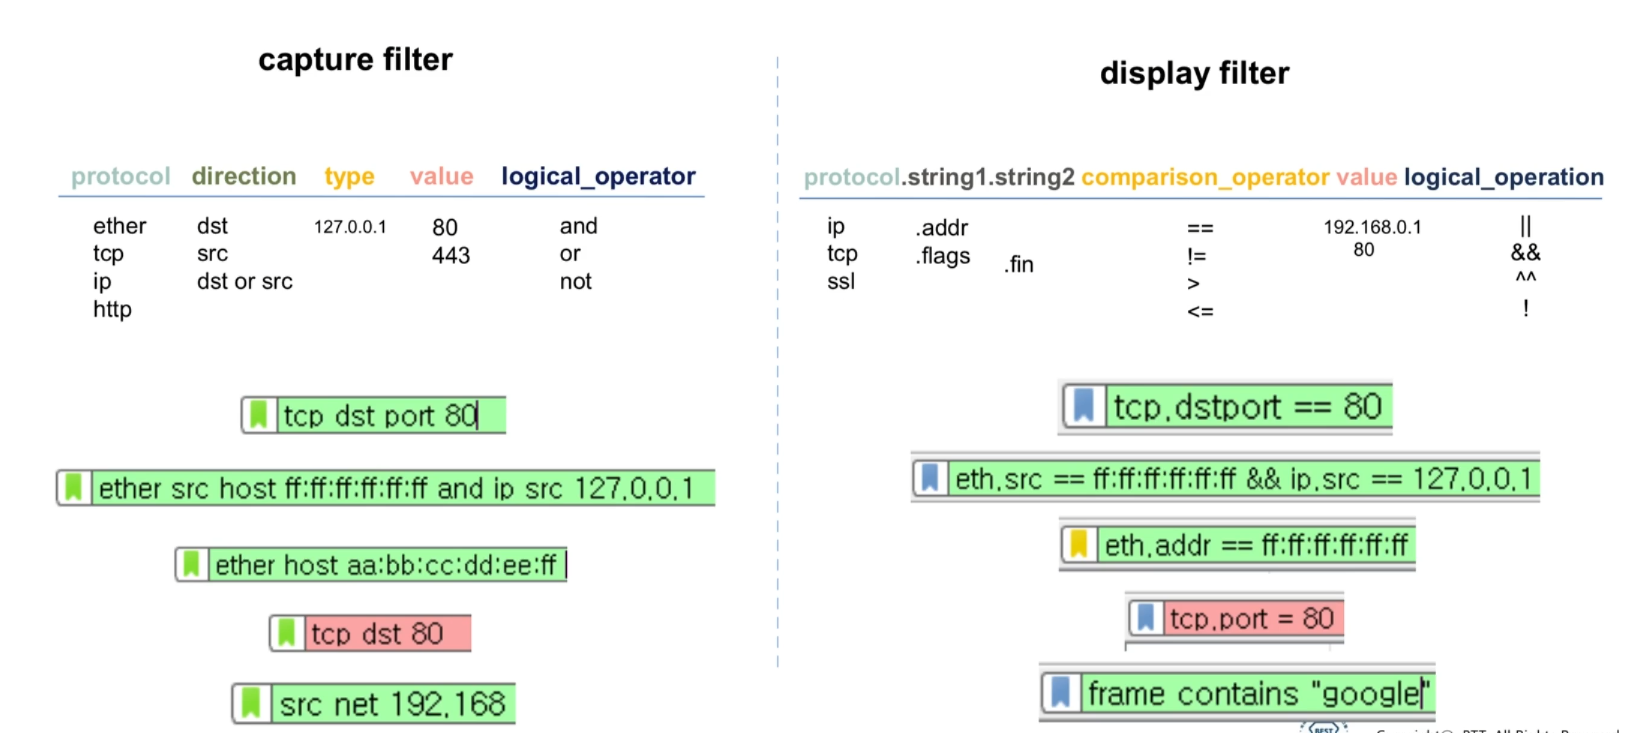 capture filter
protocol direction type value logical_operator
ether dst 127.0.0.1 80 and
tcp src 443 or
ip dst or src not
http
tcp dst port 80
ether src host ff:ff:ff:ff:ff:ff and ip src 127.0.0.1
ether host aa:bb:cc:dd:ee:ff
tcp dst 80
src net 192.168
display filter
protocol.string1.string2 comparison_operator value logical_operation
ip .addr == 192.168.0.1 ||
tcp .flags .fin != 80 &&
ssl > ^^
<= !
tcp.dstport == 80
eth.src == ff:ff:ff:ff:ff:ff && ip.src == 127.0.0.1
eth.addr == ff:ff:ff:ff:ff:ff
tcp.port = 80
frame contains "google"
BEST